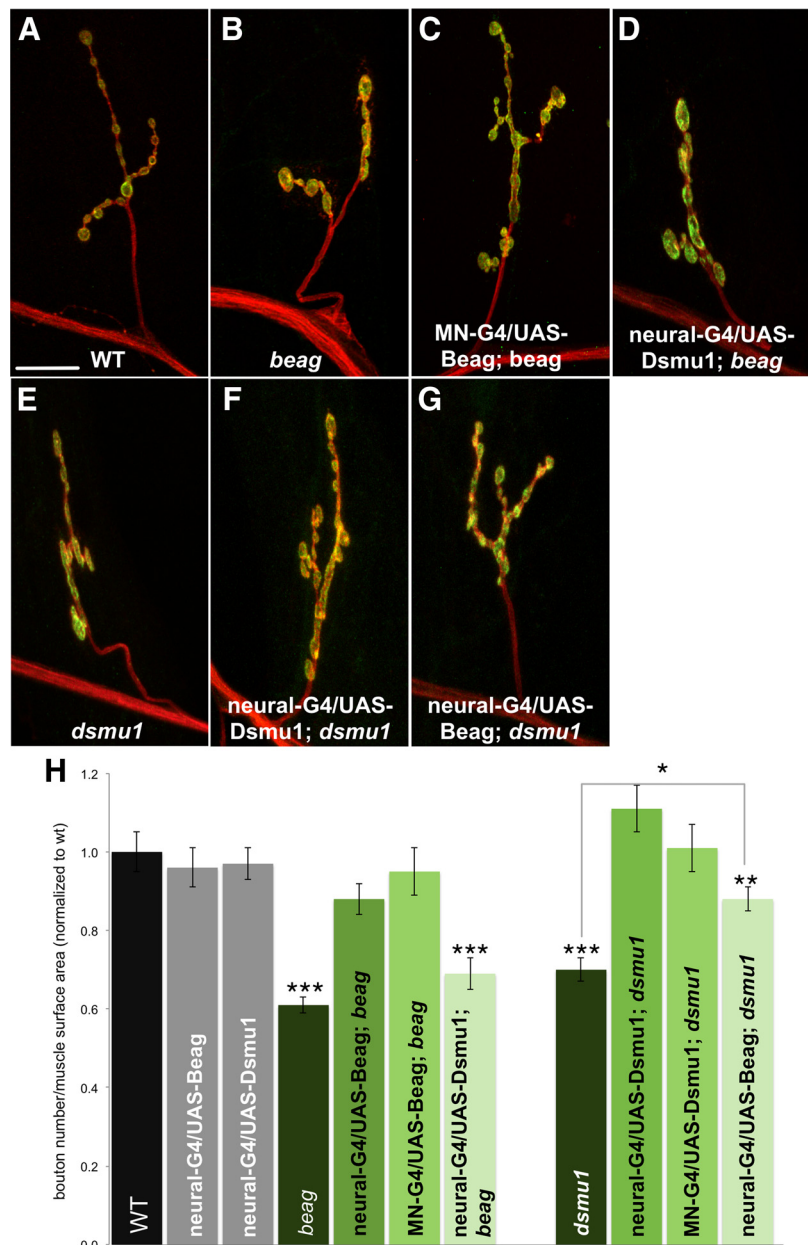 A
WT
B
beag
C
MN-G4/UAS-
Beag; beag
D
neural-G4/UAS-
Dsmu1; beag
E
dsmu1
F
neural-G4/UAS-
Dsmu1; dsmu1
G
neural-G4/UAS-
Beag; dsmu1
H
bouton number/muscle surface area (normalized to wt)
1.2
1.0
0.8
0.6
0.4
0.2
0.0
WT
neural-G4/UAS-Beag
neural-G4/UAS-Dsmu1
***
beag
neural-G4/UAS-Beag; beag
MN-G4/UAS-Beag; beag
***
neural-G4/UAS-Dsmu1;
beag
*
***
dsmu1
neural-G4/UAS-Dsmu1; dsmu1
MN-G4/UAS-Dsmu1; dsmu1
**
neural-G4/UAS-Beag; dsmu1